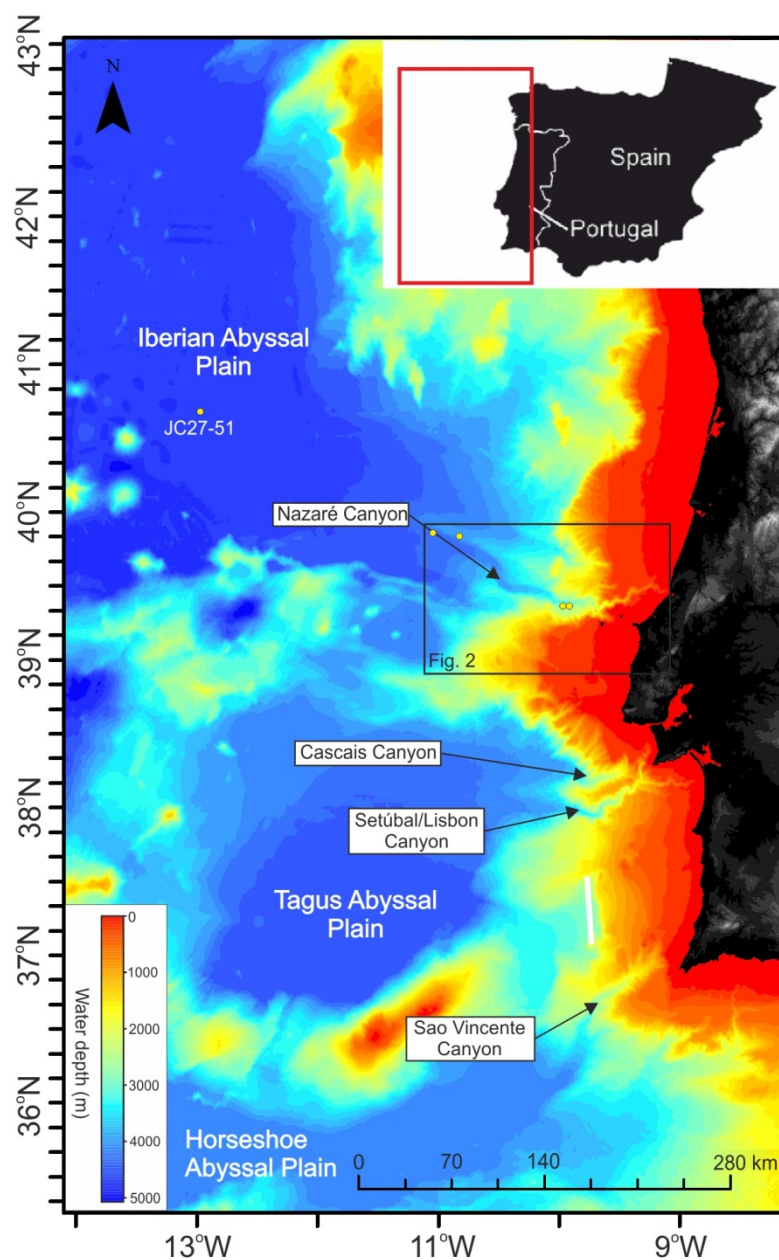 43°N
N
42°N
41°N
40°N
39°N
38°N
37°N
36°N
Spain
Portugal
Iberian Abyssal
Plain
JC27-51
Nazaré Canyon
Fig. 2
Cascais Canyon
Setúbal/Lisbon
Canyon
Tagus Abyssal
Plain
Sao Vincente
Canyon
Water depth (m)
0
1000
2000
3000
4000
5000
Horseshoe
Abyssal Plain
0 70 140 280 km
13°W 11°W 9°W